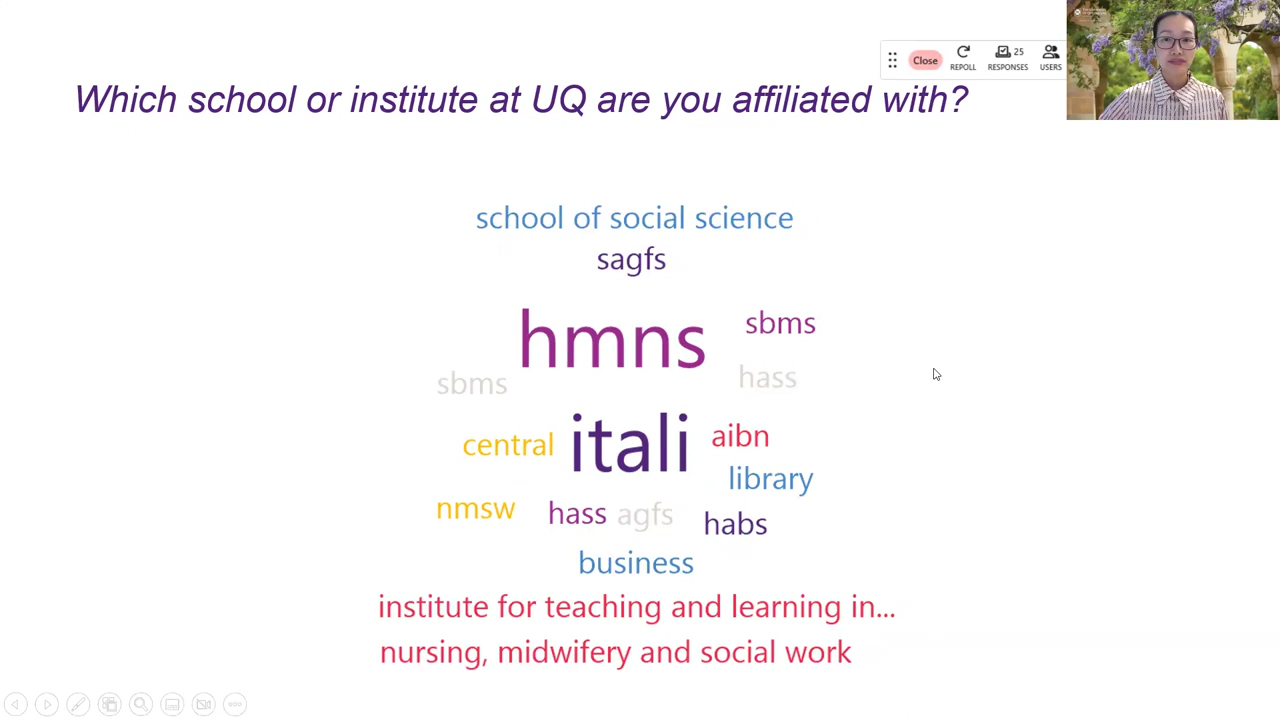 Close
REPOLL
25
RESPONSES
USERS
Which school or institute at UQ are you affiliated with?
school of social science
sagfs
hmns
sbms
sbms
hass
central
itali
aibn
library
nmsw
hass
agfs
habs
business
institute for teaching and learning in...
nursing, midwifery and social work